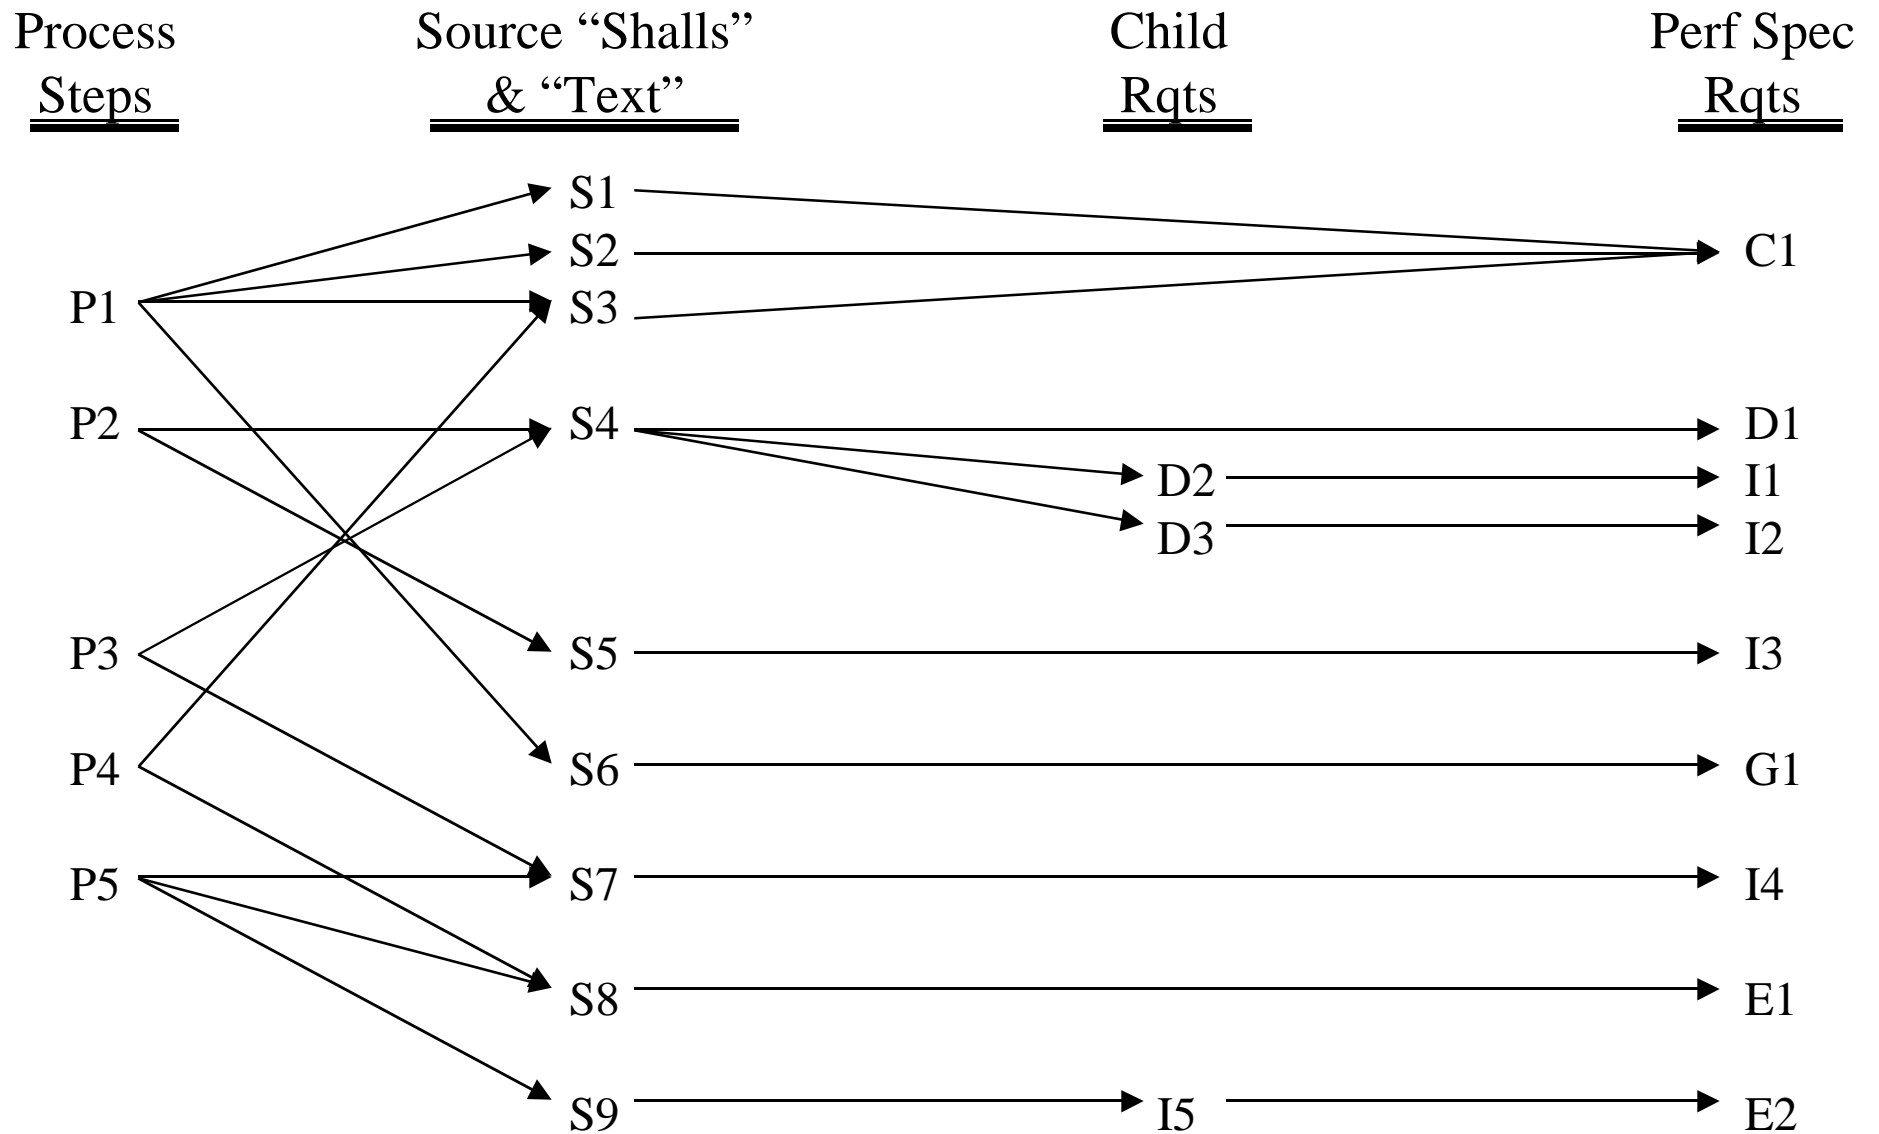 Process Source “Shalls” Child Perf Spec
Steps & “Text” Rqts Rqts
S1
S2 C1
P1 S3
P2 S4 D1
D2 I1
D3 I2
P3 S5 I3
P4 S6 G1
P5 S7 I4
S8 E1
S9 I5 E2